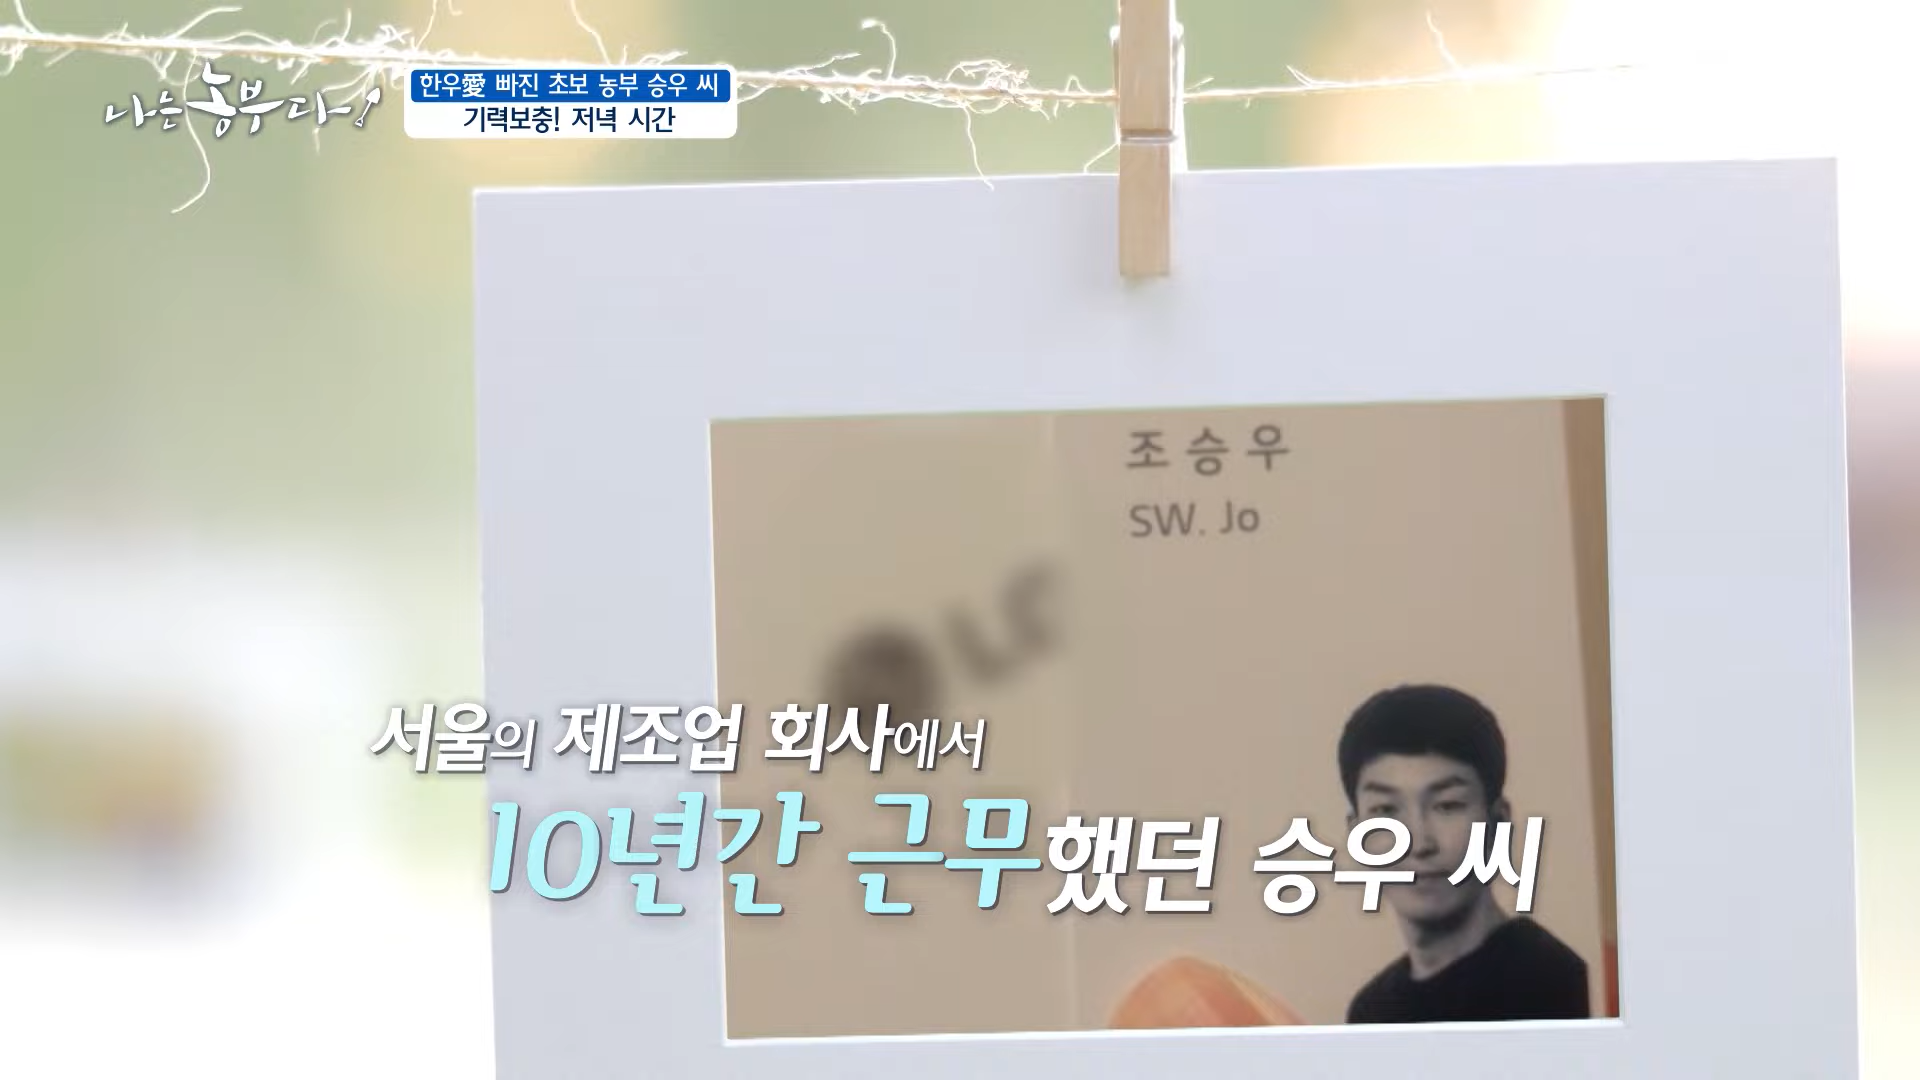 나는 농부다!
한우愛 빠진 초보 농부 승우 씨
기력보충! 저녁 시간
조승우
SW. Jo
서울의 제조업 회사에서
10년간 근무했던 승우 씨